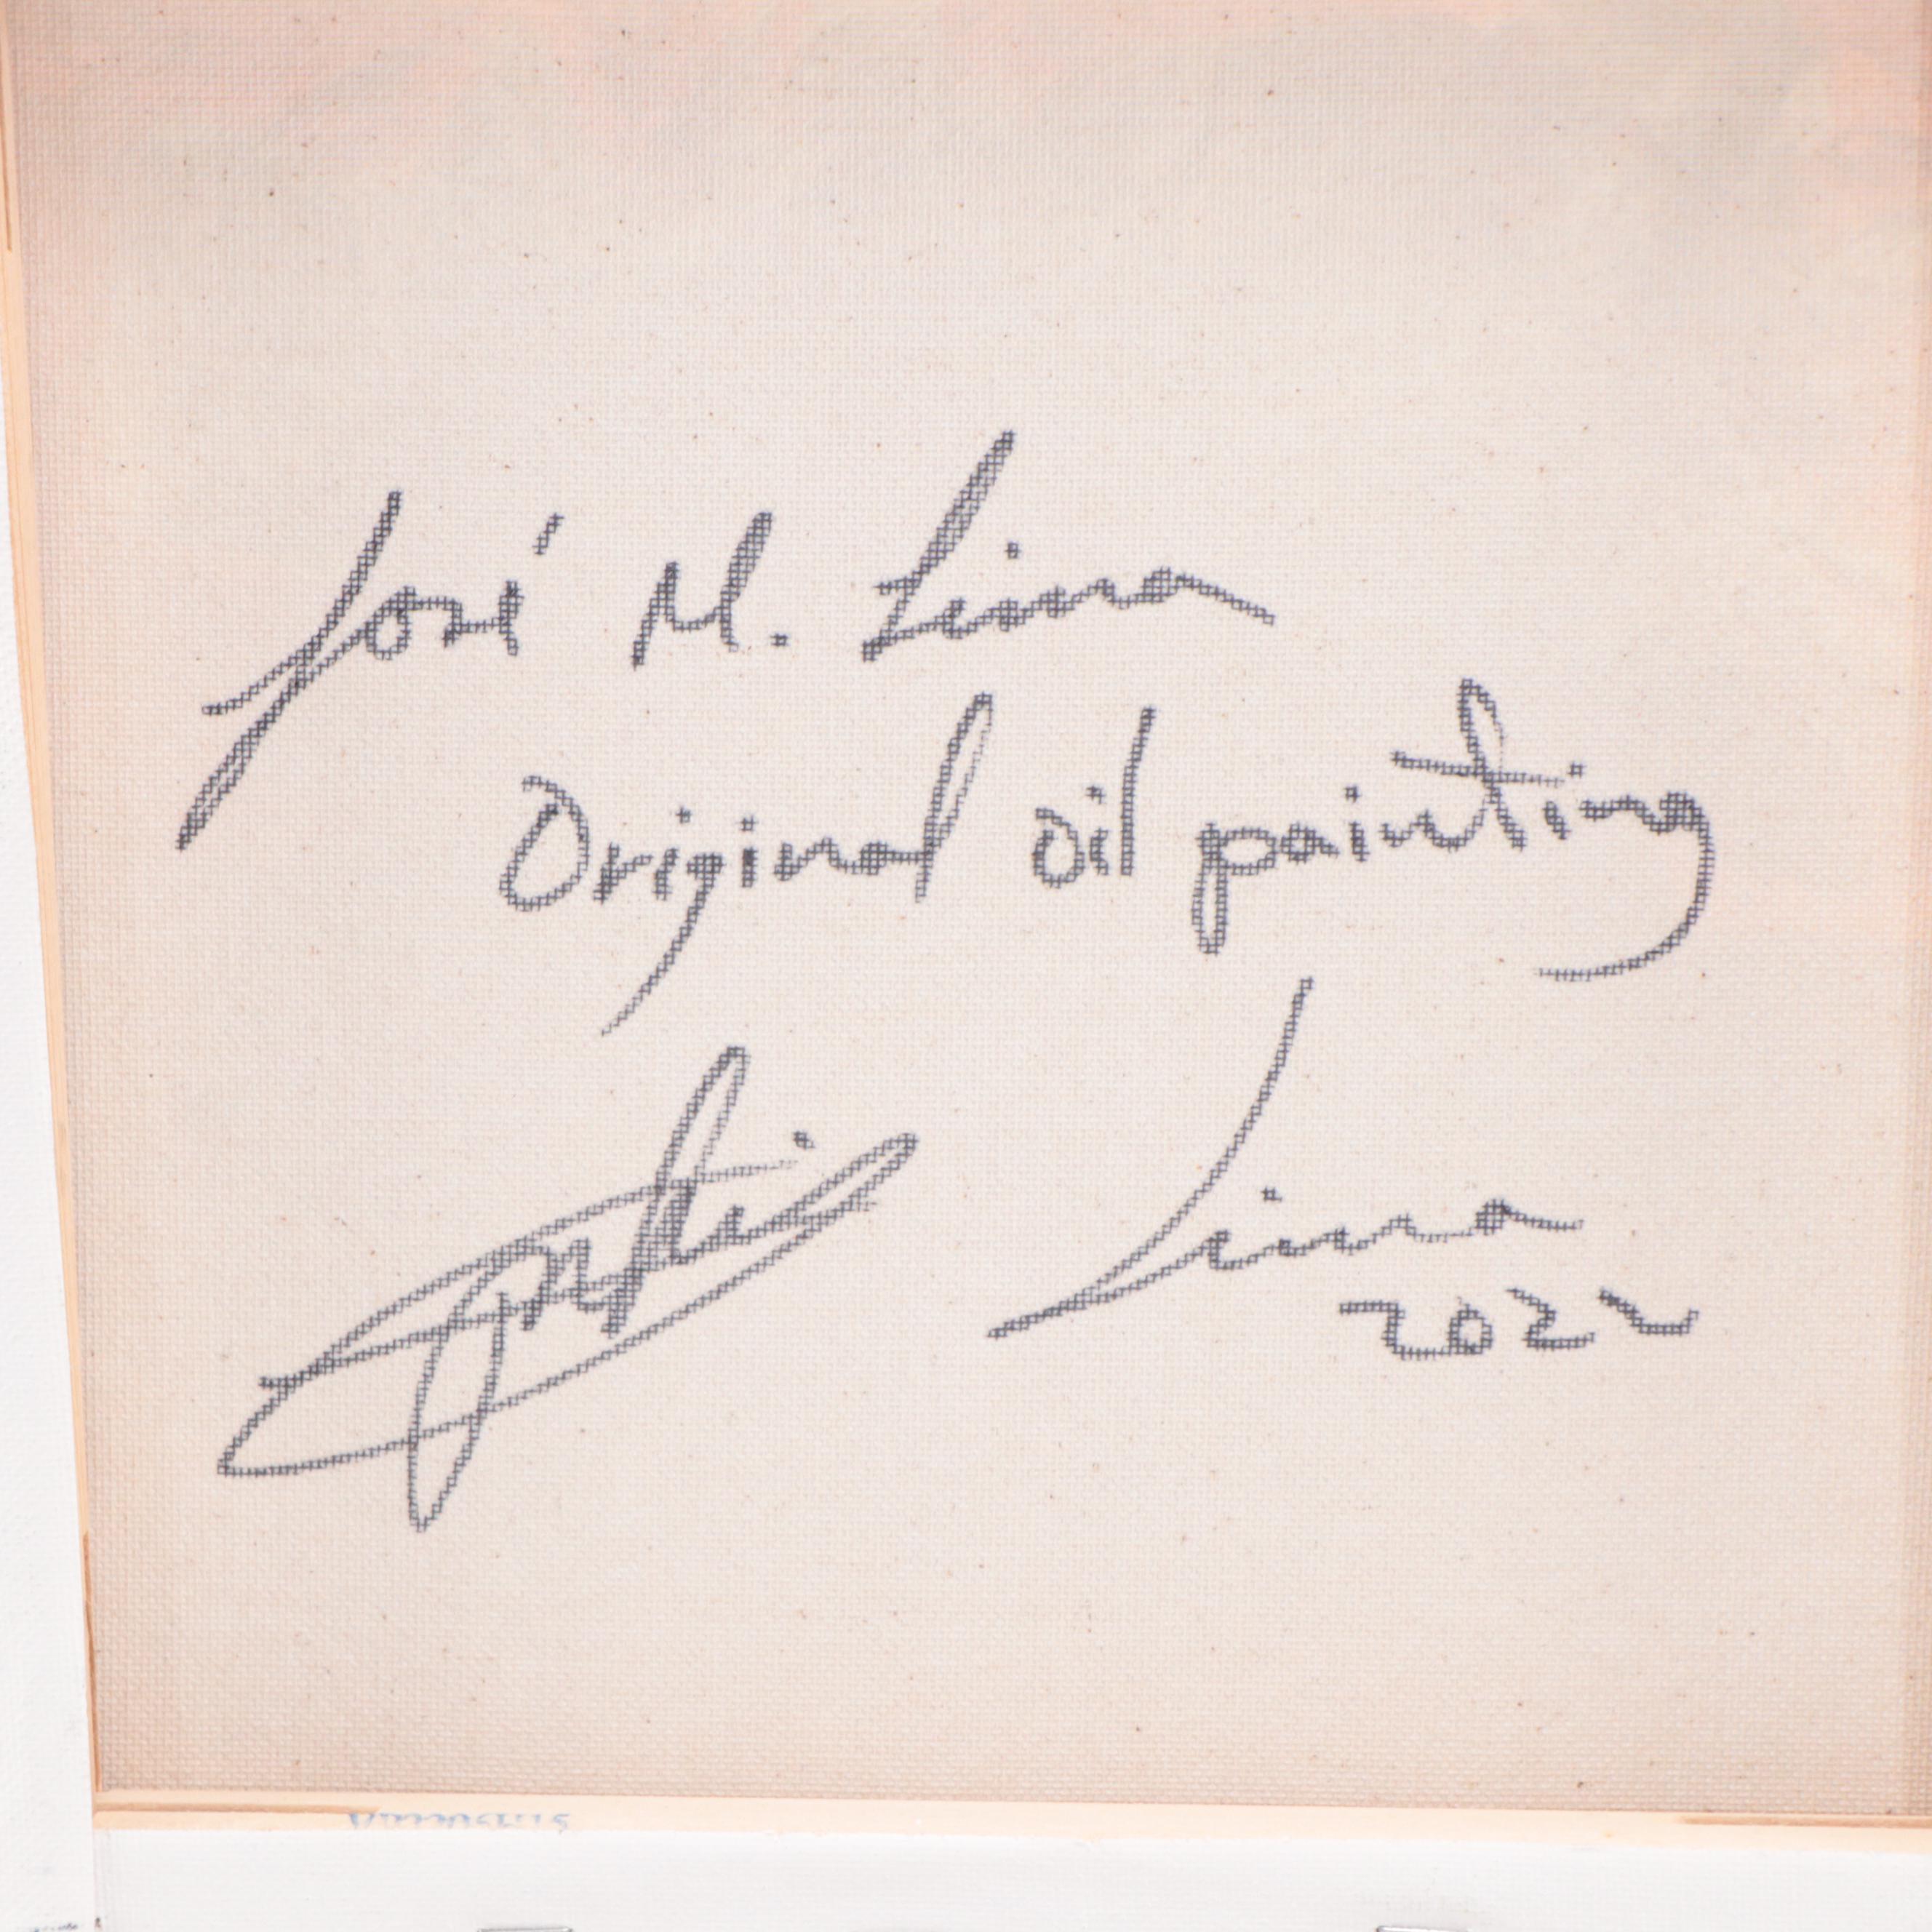 José M. Lima
Original oil painting
Lima
2022